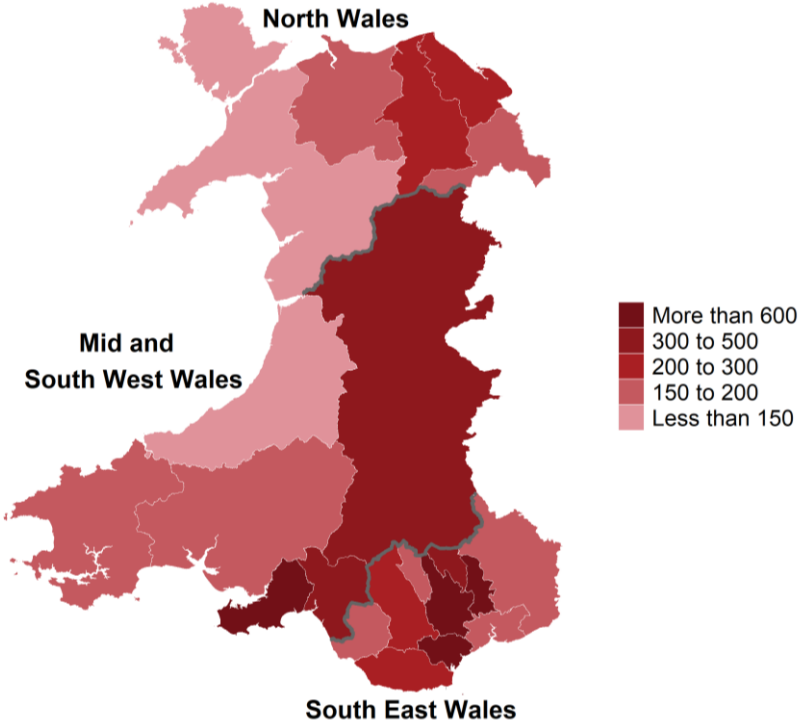 North Wales
Mid and
South West Wales
More than 600
300 to 500
200 to 300
150 to 200
Less than 150
South East Wales